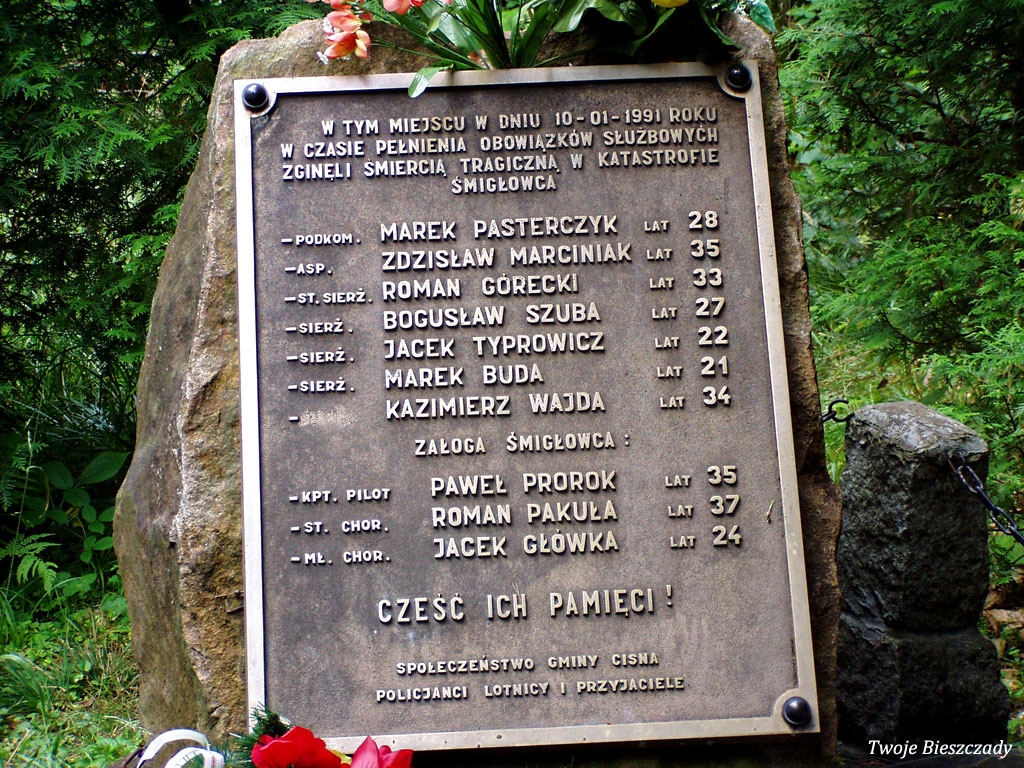 W TYM MIEJSCU W DNIU 10-01-1991 ROKU
W CZASIE PEŁNIENIA OBOWIĄZKÓW SŁUŻBOWYCH
ZGINĘLI ŚMIERCIĄ TRAGICZNĄ W KATASTROFIE
ŚMIGŁOWCA
-PODKOM. MAREK PASTERCZYK LAT 28
-ASP. ZDZISŁAW MARCINIAK LAT 35
-ST. SIERŻ. ROMAN GÓRECKI LAT 33
-SIERŻ. BOGUSŁAW SZUBA LAT 27
-SIERŻ. JACEK TYPROWICZ LAT 22
-SIERŻ. MAREK BUDA LAT 21
- KAZIMIERZ WAJDA LAT 34
ZAŁOGA ŚMIGŁOWCA:
-KPT. PILOT PAWEŁ PROROK LAT 35
-ST. CHOR. ROMAN PAKUŁA LAT 37
-MŁ. CHOR. JACEK GŁÓWKA LAT 24
CZEŚĆ ICH PAMIĘCI!
SPOŁECZEŃSTWO GMINY CISNA
POLICJANCI LOTNICY I PRZYJACIELE
Twoje Bieszczady